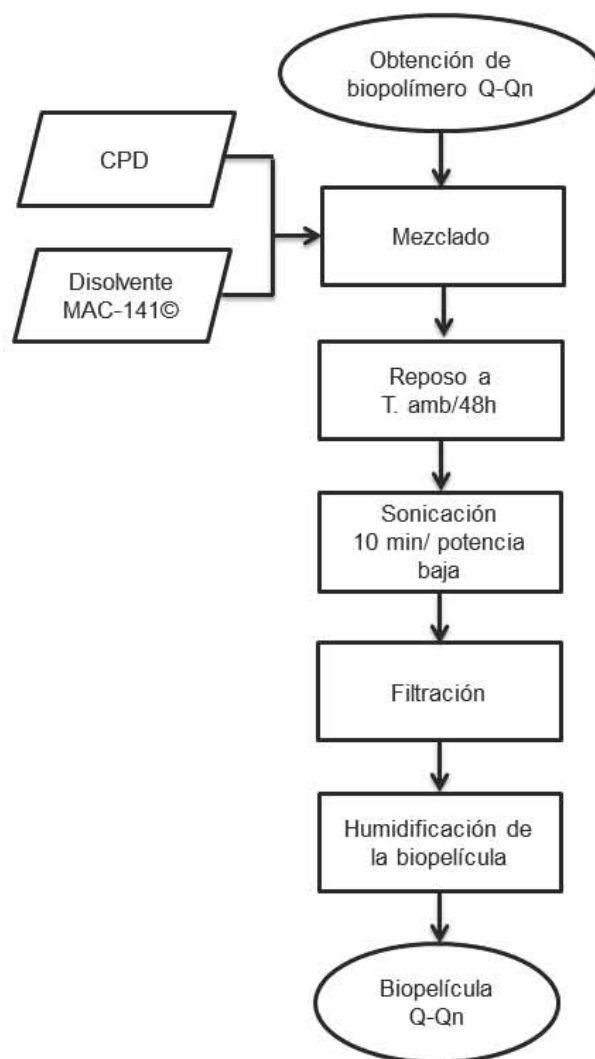 Obtención de
biopolímero Q-Qn
CPD
Disolvente
MAC-141©
Mezclado
Reposo a
T. amb/48h
Sonicación
10 min/ potencia
baja
Filtración
Humidificación de
la biopelícula
Biopelícula
Q-Qn